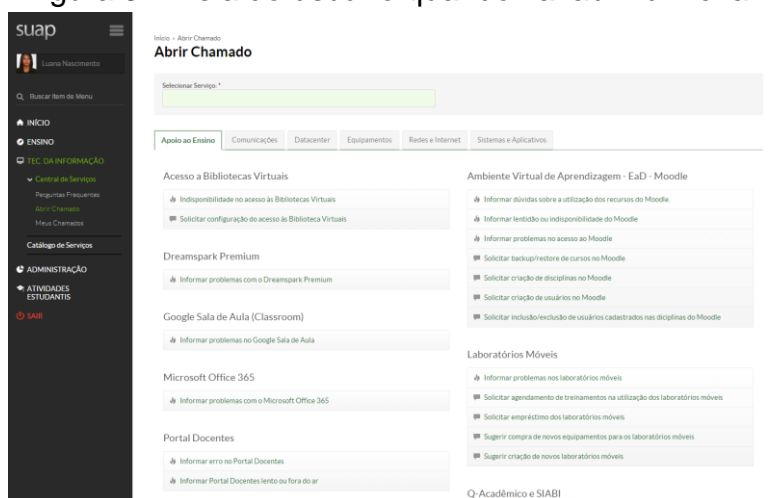 suap
Luana Nascimento
Buscar Item de Menu
INÍCIO
ENSINO
TEC. DA INFORMAÇÃO
Central de Serviços
Perguntas Frequentes
Abrir Chamado
Meus Chamados
Catálogo de Serviços
ADMINISTRAÇÃO
ATIVIDADES
ESTUDANTIS
SAIR
Início » Abrir Chamado
Abrir Chamado
Selecionar Serviço: *
Apoio ao Ensino
Comunicações
Datacenter
Equipamentos
Redes e Internet
Sistemas e Aplicativos
Acesso a Bibliotecas Virtuais
Indisponibilidade no acesso às Bibliotecas Virtuais
Solicitar configuração do acesso às Biblioteca Virtuais
Dreamspark Premium
Informar problemas com o Dreamspark Premium
Google Sala de Aula (Classroom)
Informar problemas no Google Sala de Aula
Microsoft Office 365
Informar problemas com o Microsoft Office 365
Portal Docentes
Informar erro no Portal Docentes
Informar Portal Docentes lento ou fora do ar
Ambiente Virtual de Aprendizagem - EaD - Moodle
Informar dúvidas sobre a utilização dos recursos do Moodle.
Informar lentidão ou indisponibilidade do Moodle
Informar problemas no acesso ao Moodle
Solicitar backup/restore de cursos no Moodle
Solicitar criação de disciplinas no Moodle
Solicitar criação de usuários no Moodle
Solicitar inclusão/exclusão de usuários cadastrados nas diciplinas do Moodle
Laboratórios Móveis
Informar problemas nos laboratórios móveis
Solicitar agendamento de treinamentos na utilização dos laboratórios móveis
Solicitar empréstimo dos laboratórios móveis
Sugerir compra de novos equipamentos para os laboratórios móveis
Sugerir criação de novos laboratórios móveis
Q-Acadêmico e SIABI